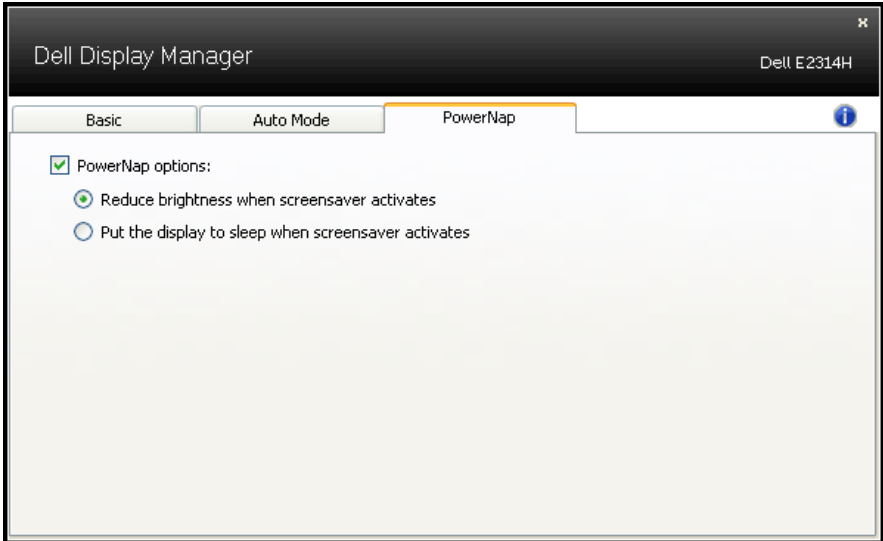 Dell Display Manager
Dell E2314H
Basic
Auto Mode
PowerNap
PowerNap options:
Reduce brightness when screensaver activates
Put the display to sleep when screensaver activates